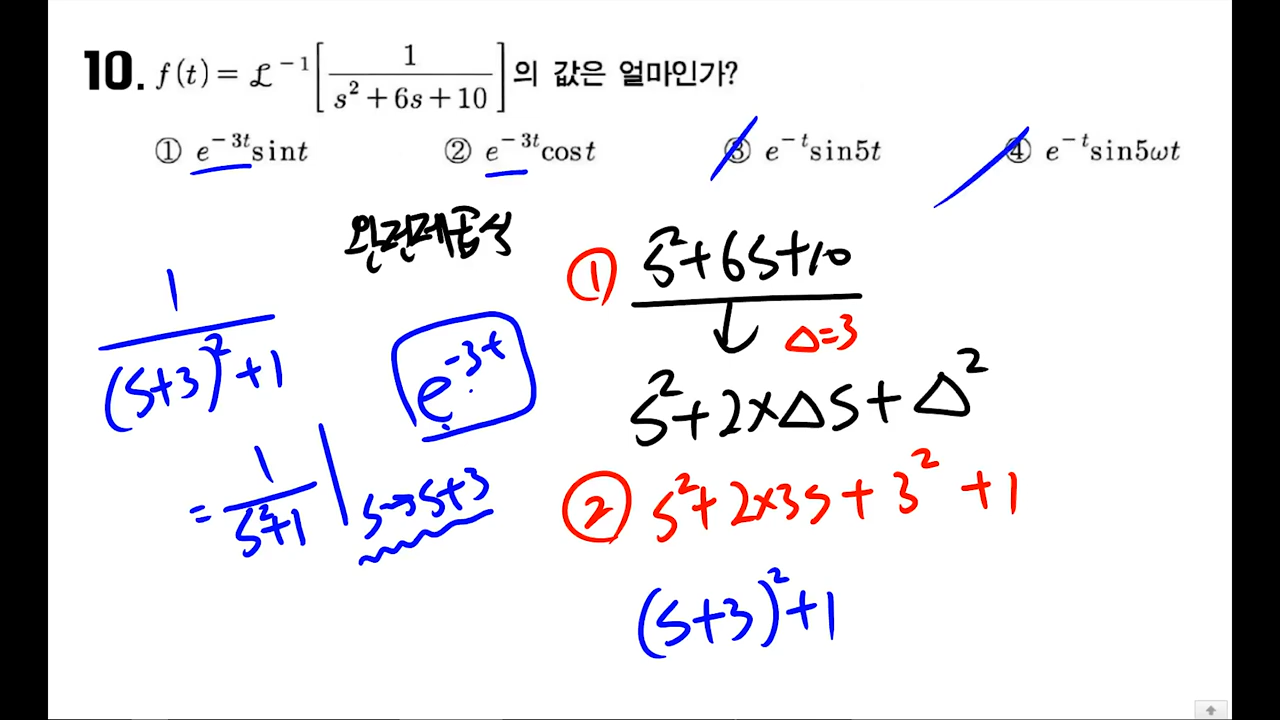 10. f(t) = ℒ⁻¹[1/(s²+6s+10)]의 값은 얼마인가?
① e⁻³ᵗsint ② e⁻³ᵗcost ③ e⁻ᵗsin5t ④ e⁻ᵗsin5ωt
완전제곱식
① s²+6s+10
△=3
s²+2×△s+△²
② s²+2×3s+3²+1
(s+3)²+1
1/((s+3)²+1)
e⁻³ᵗ
= 1/(s²+1) | s→s+3